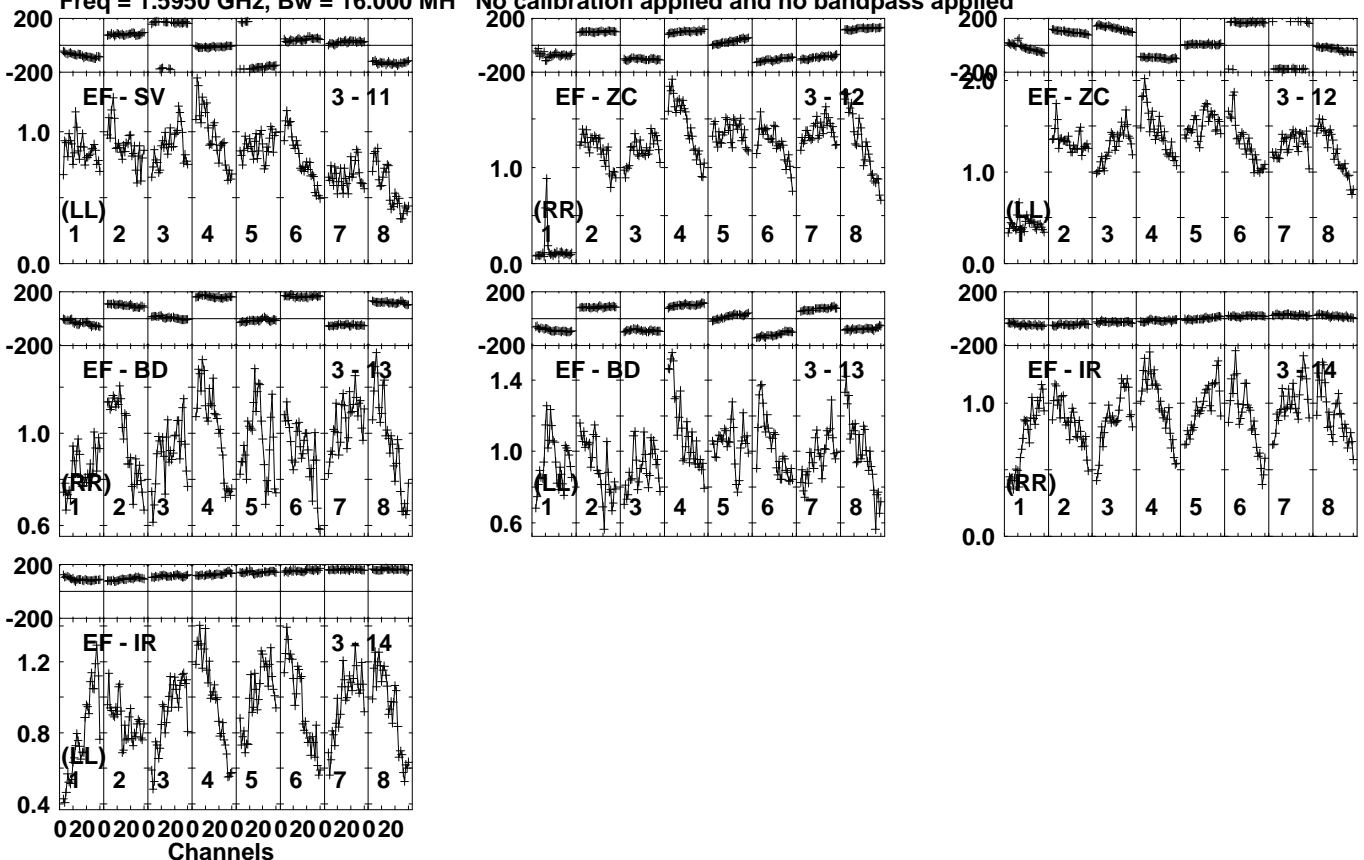 Freq = 1.5950 GHz, Bw = 16.000 MH No calibration applied and no bandpass applied
200
-200
EF - SV 3 - 11
1.0
(LL)
1 2 3 4 5 6 7 8
0.0
200
-200
EF - ZC 3 - 12
1.0
(RR)
1 2 3 4 5 6 7 8
0.0
200
-200
2.0
EF - ZC 3 - 12
1.0
(LL)
1 2 3 4 5 6 7 8
0.0
200
-200
EF - BD 3 - 13
1.0
(RR)
1 2 3 4 5 6 7 8
0.6
200
-200
EF - BD 3 - 13
1.4
1.0
(LL)
1 2 3 4 5 6 7 8
0.6
200
-200
EF - IR 3 - 14
1.0
(RR)
1 2 3 4 5 6 7 8
0.0
200
-200
EF - IR 3 - 14
1.2
0.8
(LL)
1 2 3 4 5 6 7 8
0.4
0 20 0 20 0 20 0 20 0 20 0 20 0 20 0 20
Channels